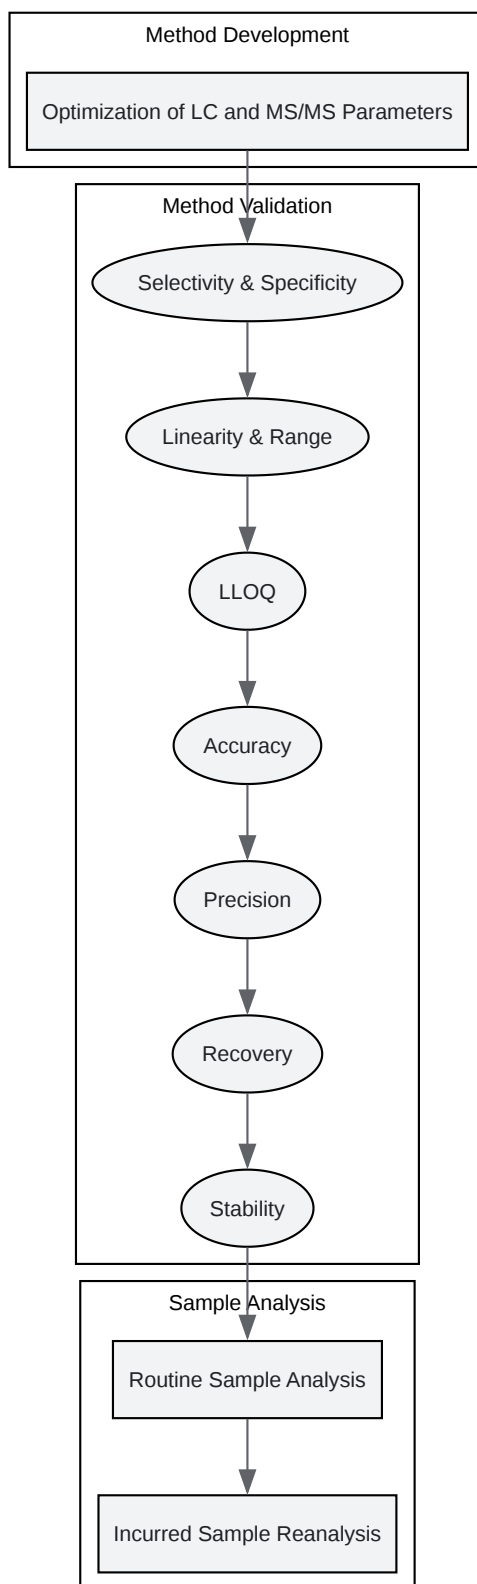 Method Development
Optimization of LC and MS/MS Parameters
Method Validation
Selectivity & Specificity
Linearity & Range
LLOQ
Accuracy
Precision
Recovery
Stability
Sample Analysis
Routine Sample Analysis
Incurred Sample Reanalysis